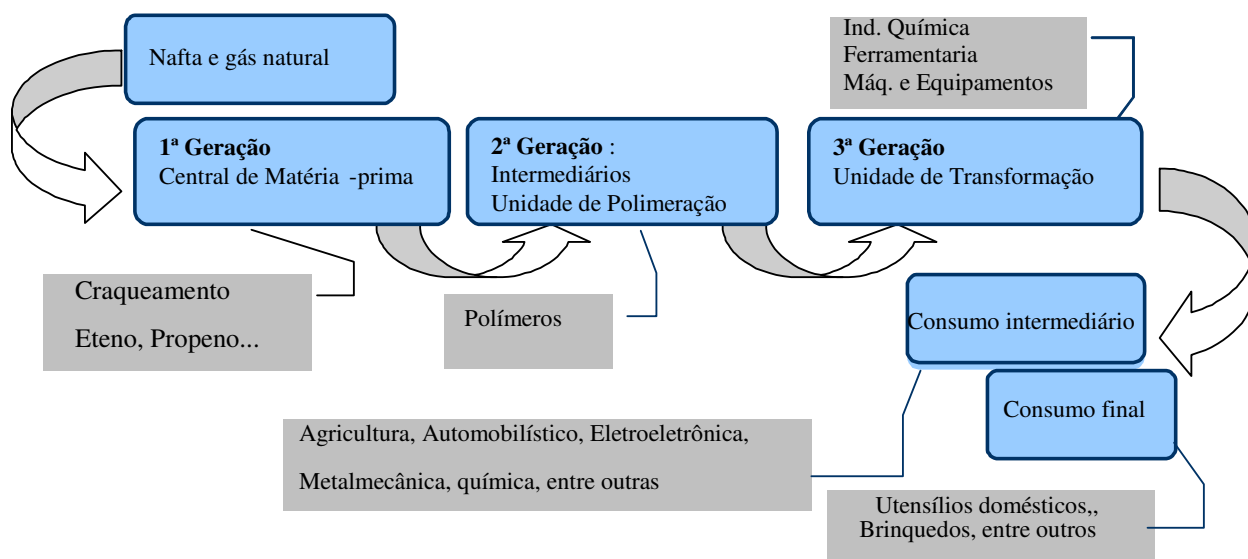 Nafta e gás natural
Ind. Química
Ferramentaria
Máq. e Equipamentos
1ª Geração
Central de Matéria -prima
2ª Geração :
Intermediários
Unidade de Polimeração
3ª Geração
Unidade de Transformação
Craqueamento
Eteno, Propeno...
Polímeros
Consumo intermediário
Consumo final
Agricultura, Automobilístico, Eletroeletrônica,
Metalmecânica, química, entre outras
Utensílios domésticos,,
Brinquedos, entre outros